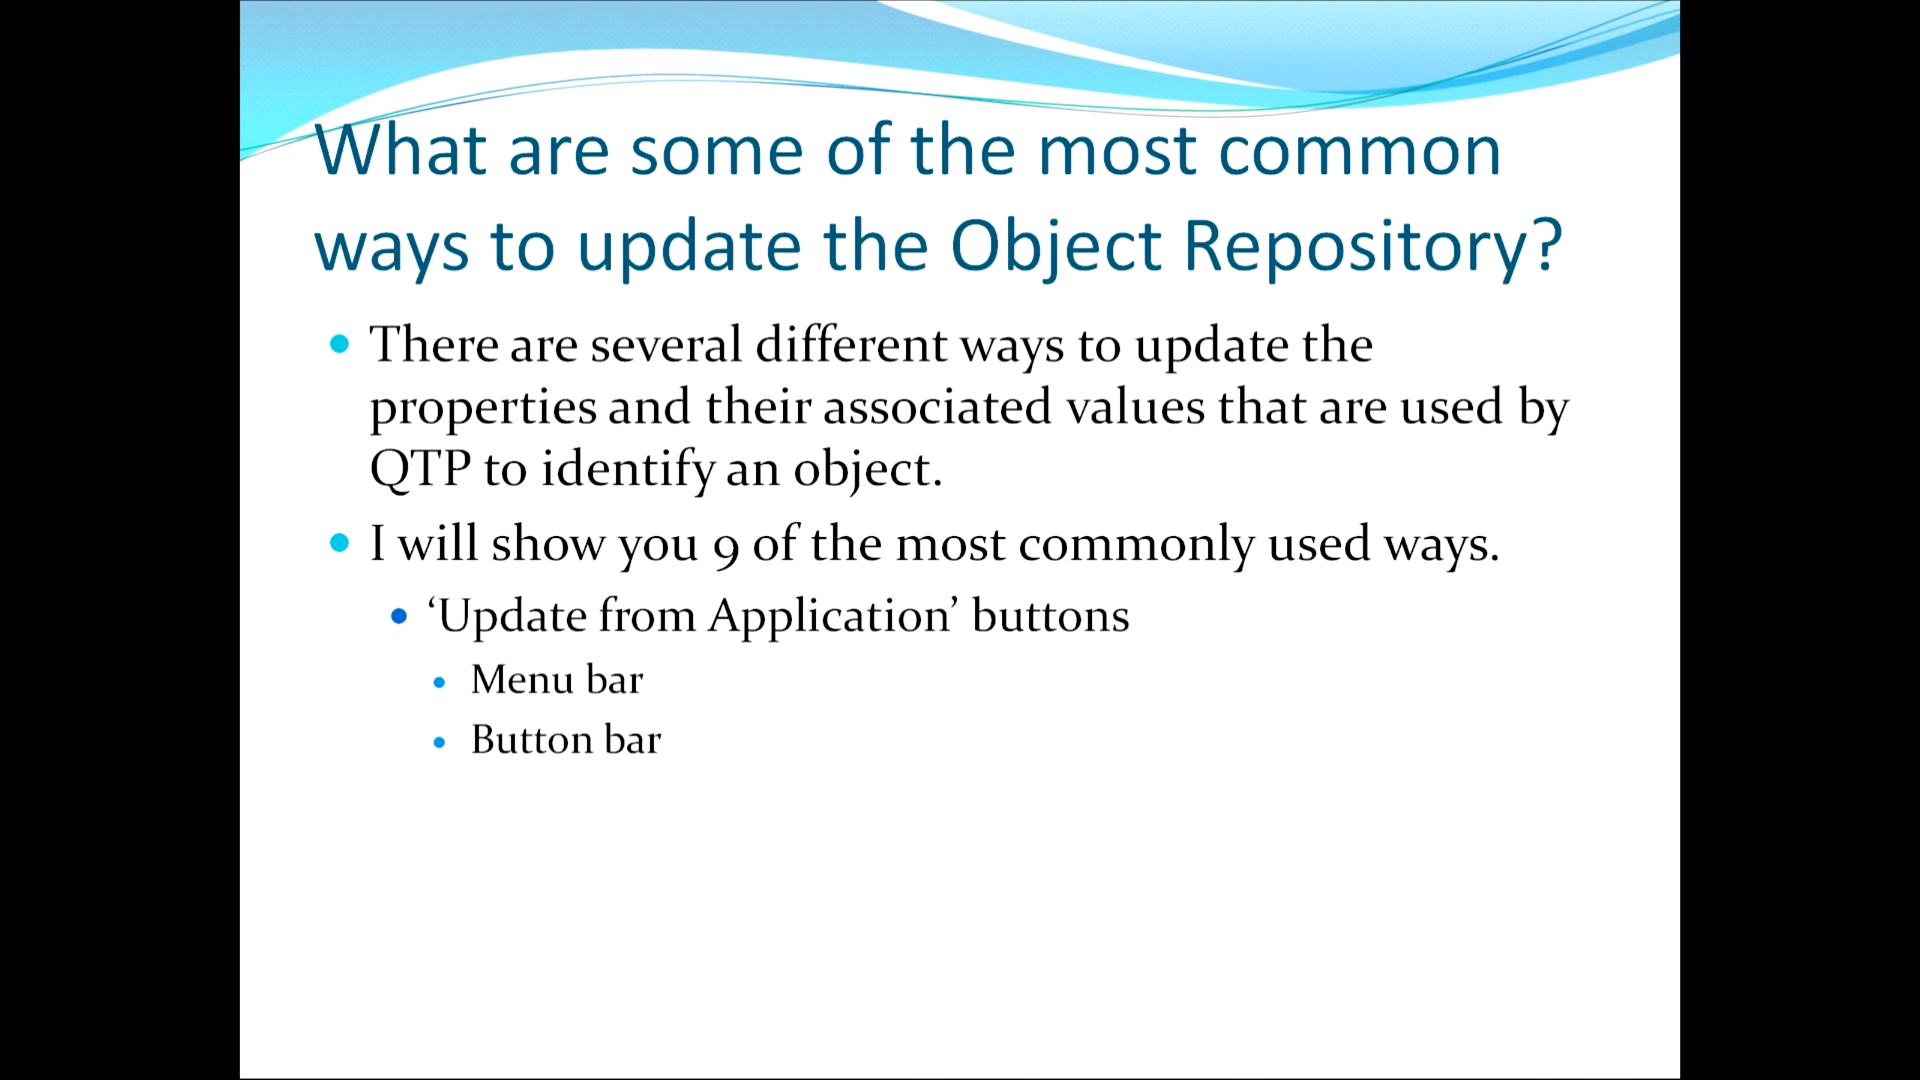 What are some of the most common
ways to update the Object Repository?
• There are several different ways to update the
properties and their associated values that are used by
QTP to identify an object.
• I will show you 9 of the most commonly used ways.
• ‘Update from Application’ buttons
• Menu bar
• Button bar